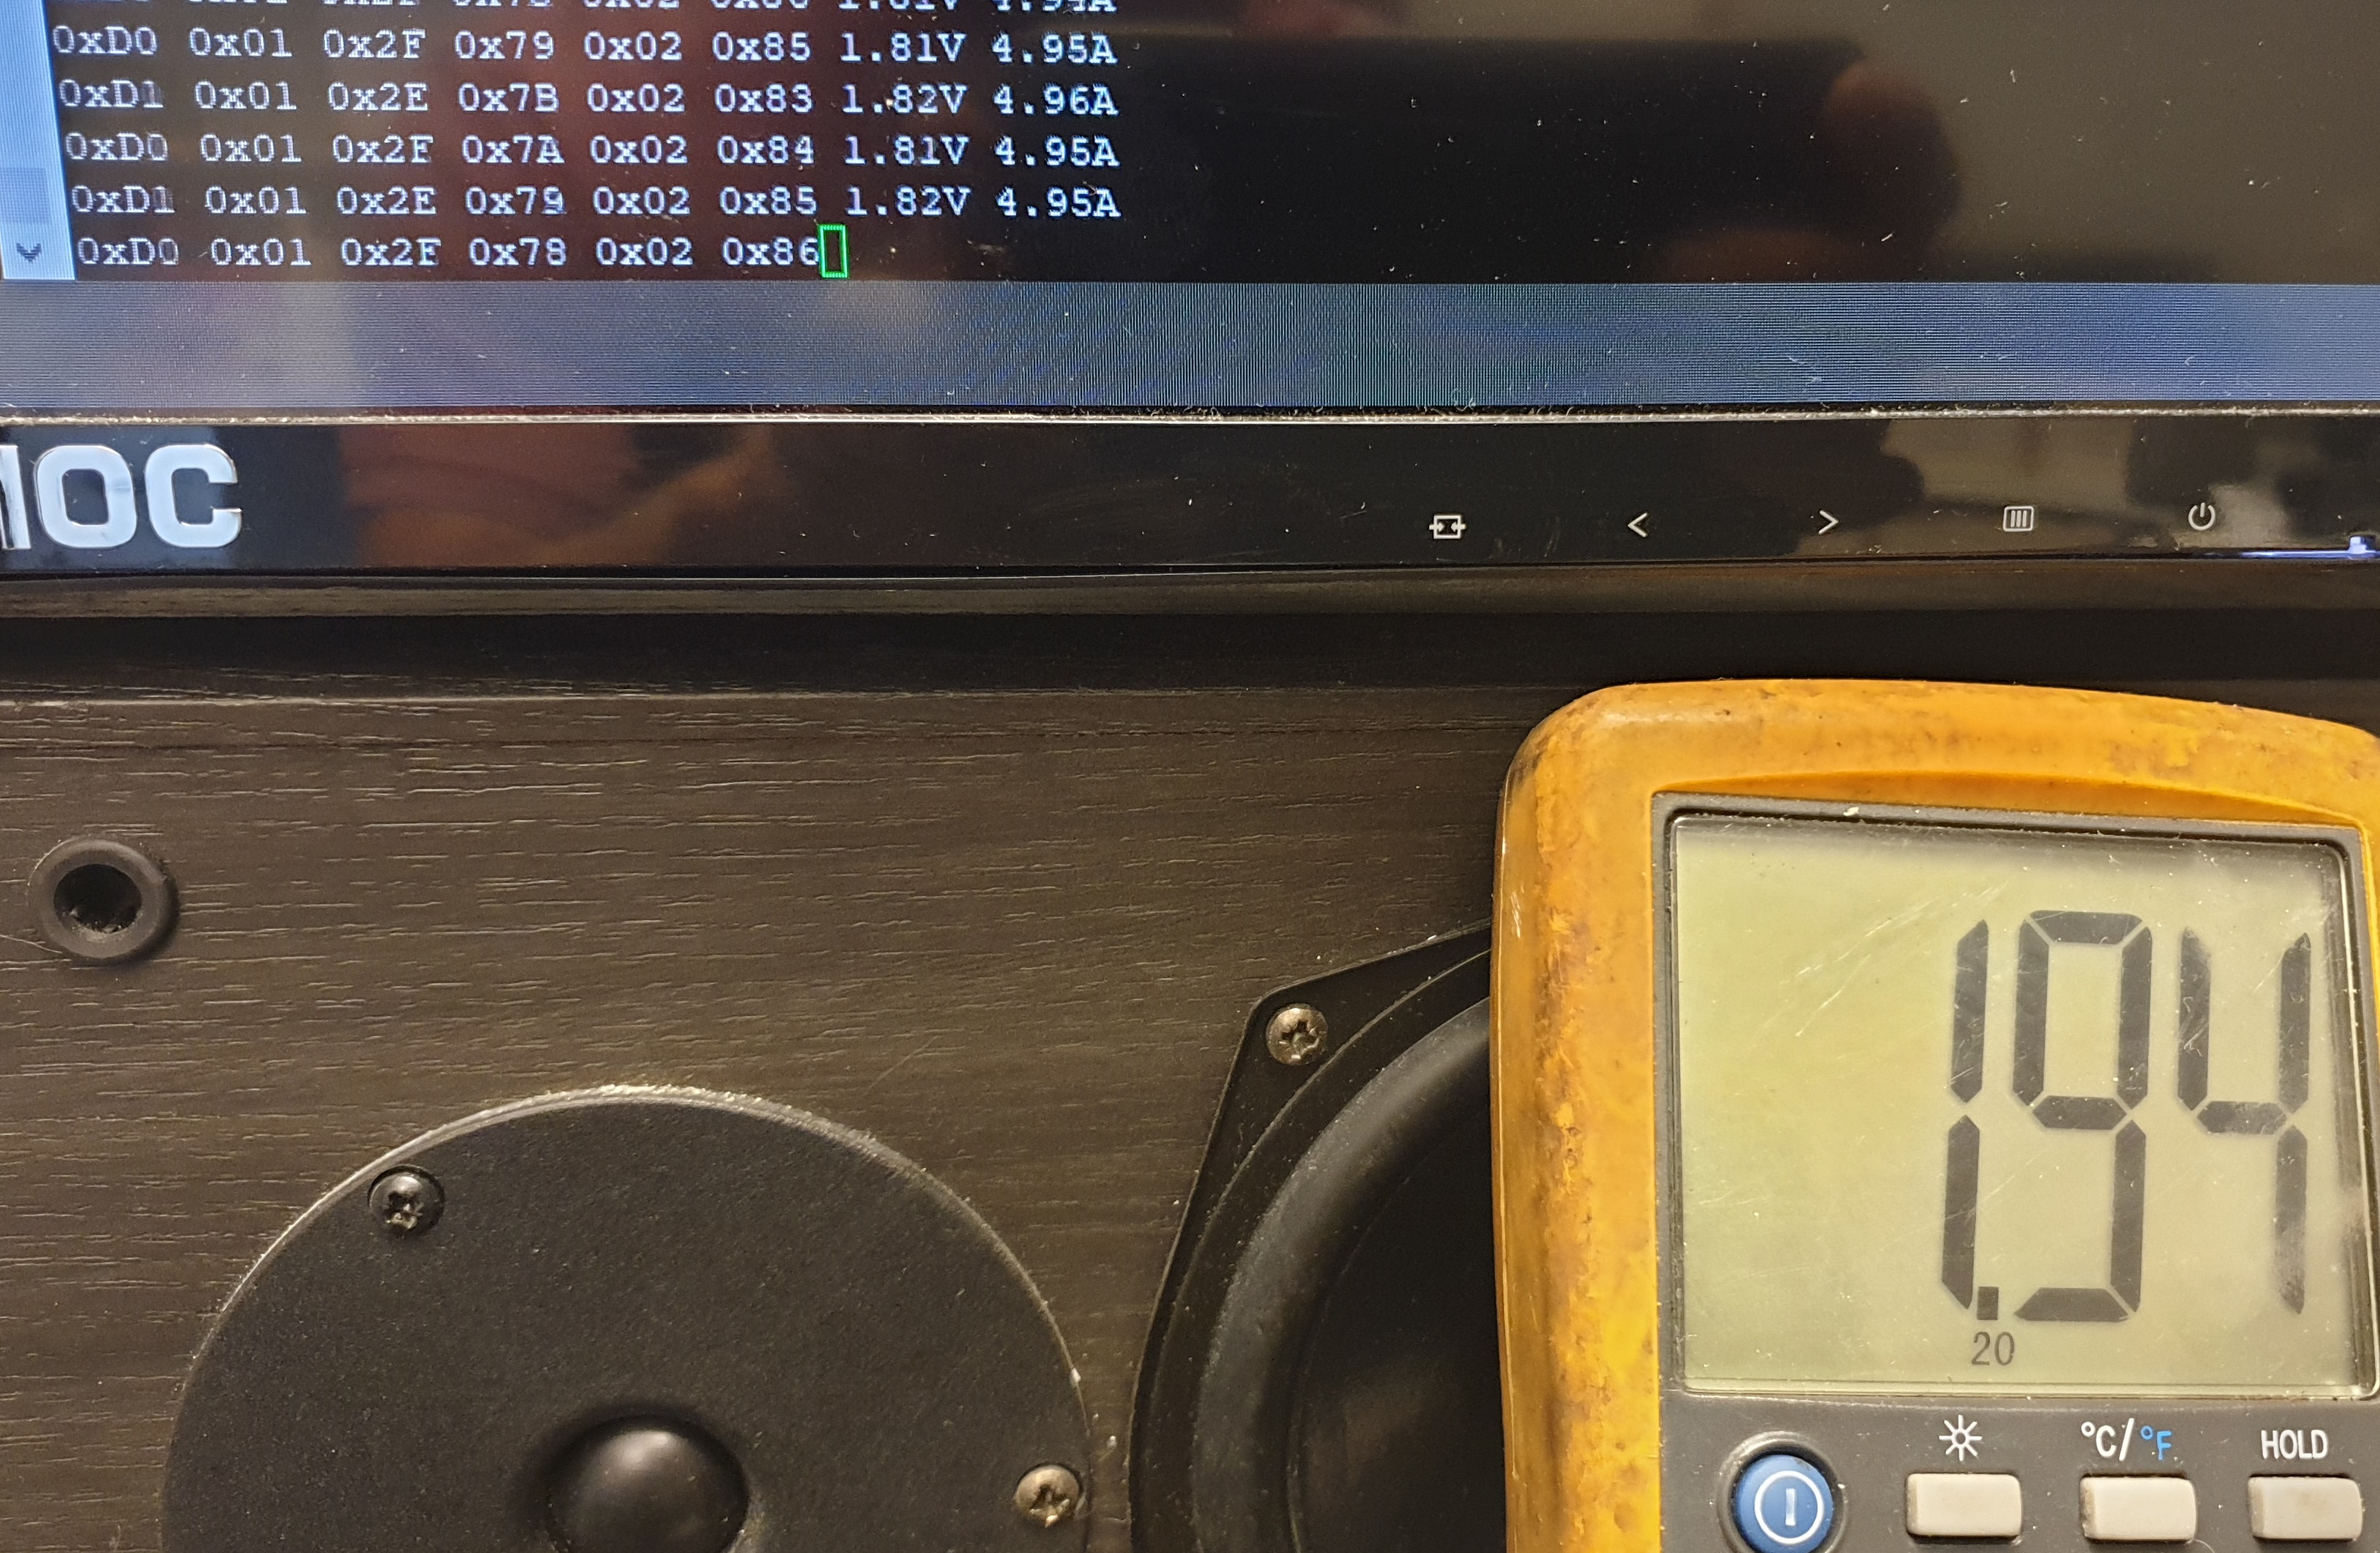 0xD0 0x01 0x2F 0x79 0x02 0x85 1.81V 4.95A
0xD1 0x01 0x2E 0x7B 0x02 0x83 1.82V 4.96A
0xD0 0x01 0x2F 0x7A 0x02 0x84 1.81V 4.95A
0xD1 0x01 0x2E 0x79 0x02 0x85 1.82V 4.95A
0xD0 0x01 0x2F 0x78 0x02 0x86
AOC
1.94
20
°C/°F
HOLD